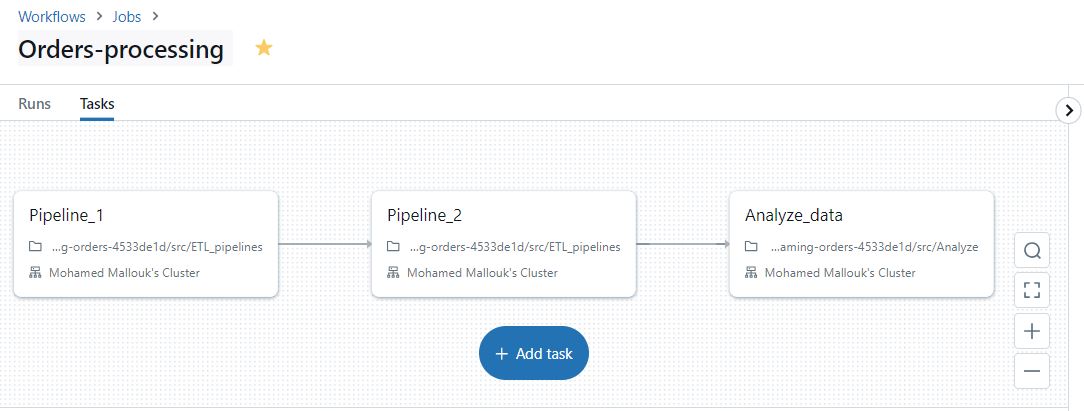 Workflows > Jobs >
Orders-processing
Runs Tasks
Pipeline_1
...g-orders-4533de1d/src/ETL_pipelines
Mohamed Mallouk's Cluster
Pipeline_2
...g-orders-4533de1d/src/ETL_pipelines
Mohamed Mallouk's Cluster
Analyze_data
...aming-orders-4533de1d/src/Analyze
Mohamed Mallouk's Cluster
+ Add task